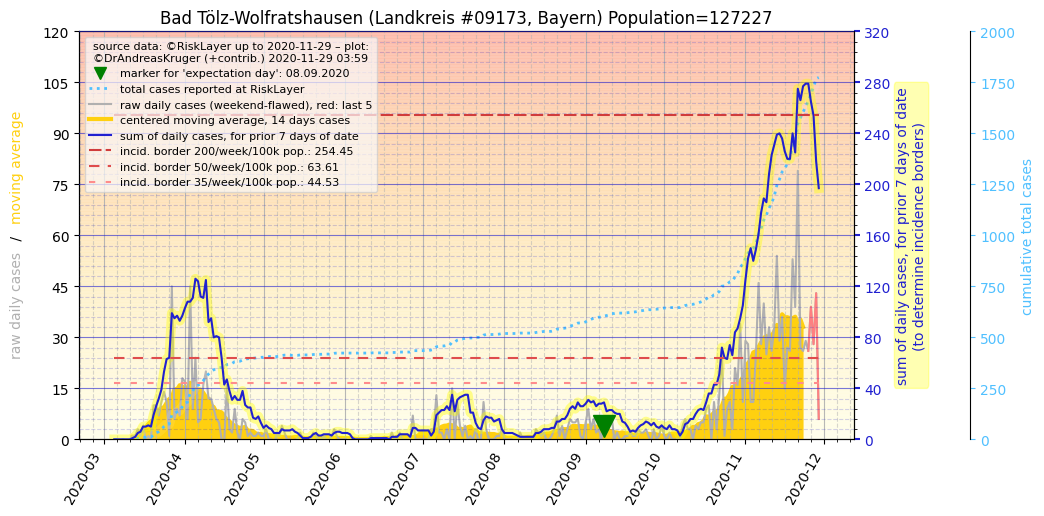 Bad Tölz-Wolfratshausen (Landkreis #09173, Bayern) Population=127227
source data: ©RiskLayer up to 2020-11-29 – plot:
©DrAndreasKruger (+contrib.) 2020-11-29 03:59
marker for 'expectation day': 08.09.2020
total cases reported at RiskLayer
raw daily cases (weekend-flawed), red: last 5
centered moving average, 14 days cases
sum of daily cases, for prior 7 days of date
incid. border 200/week/100k pop.: 254.45
incid. border 50/week/100k pop.: 63.61
incid. border 35/week/100k pop.: 44.53
raw daily cases / moving average
120
105
90
75
60
45
30
15
0
2020-03
2020-04
2020-05
2020-06
2020-07
2020-08
2020-09
2020-10
2020-11
2020-12
320
280
240
200
160
120
80
40
0
sum of daily cases, for prior 7 days of date
(to determine incidence borders)
2000
1750
1500
1250
1000
750
500
250
0
cumulative total cases